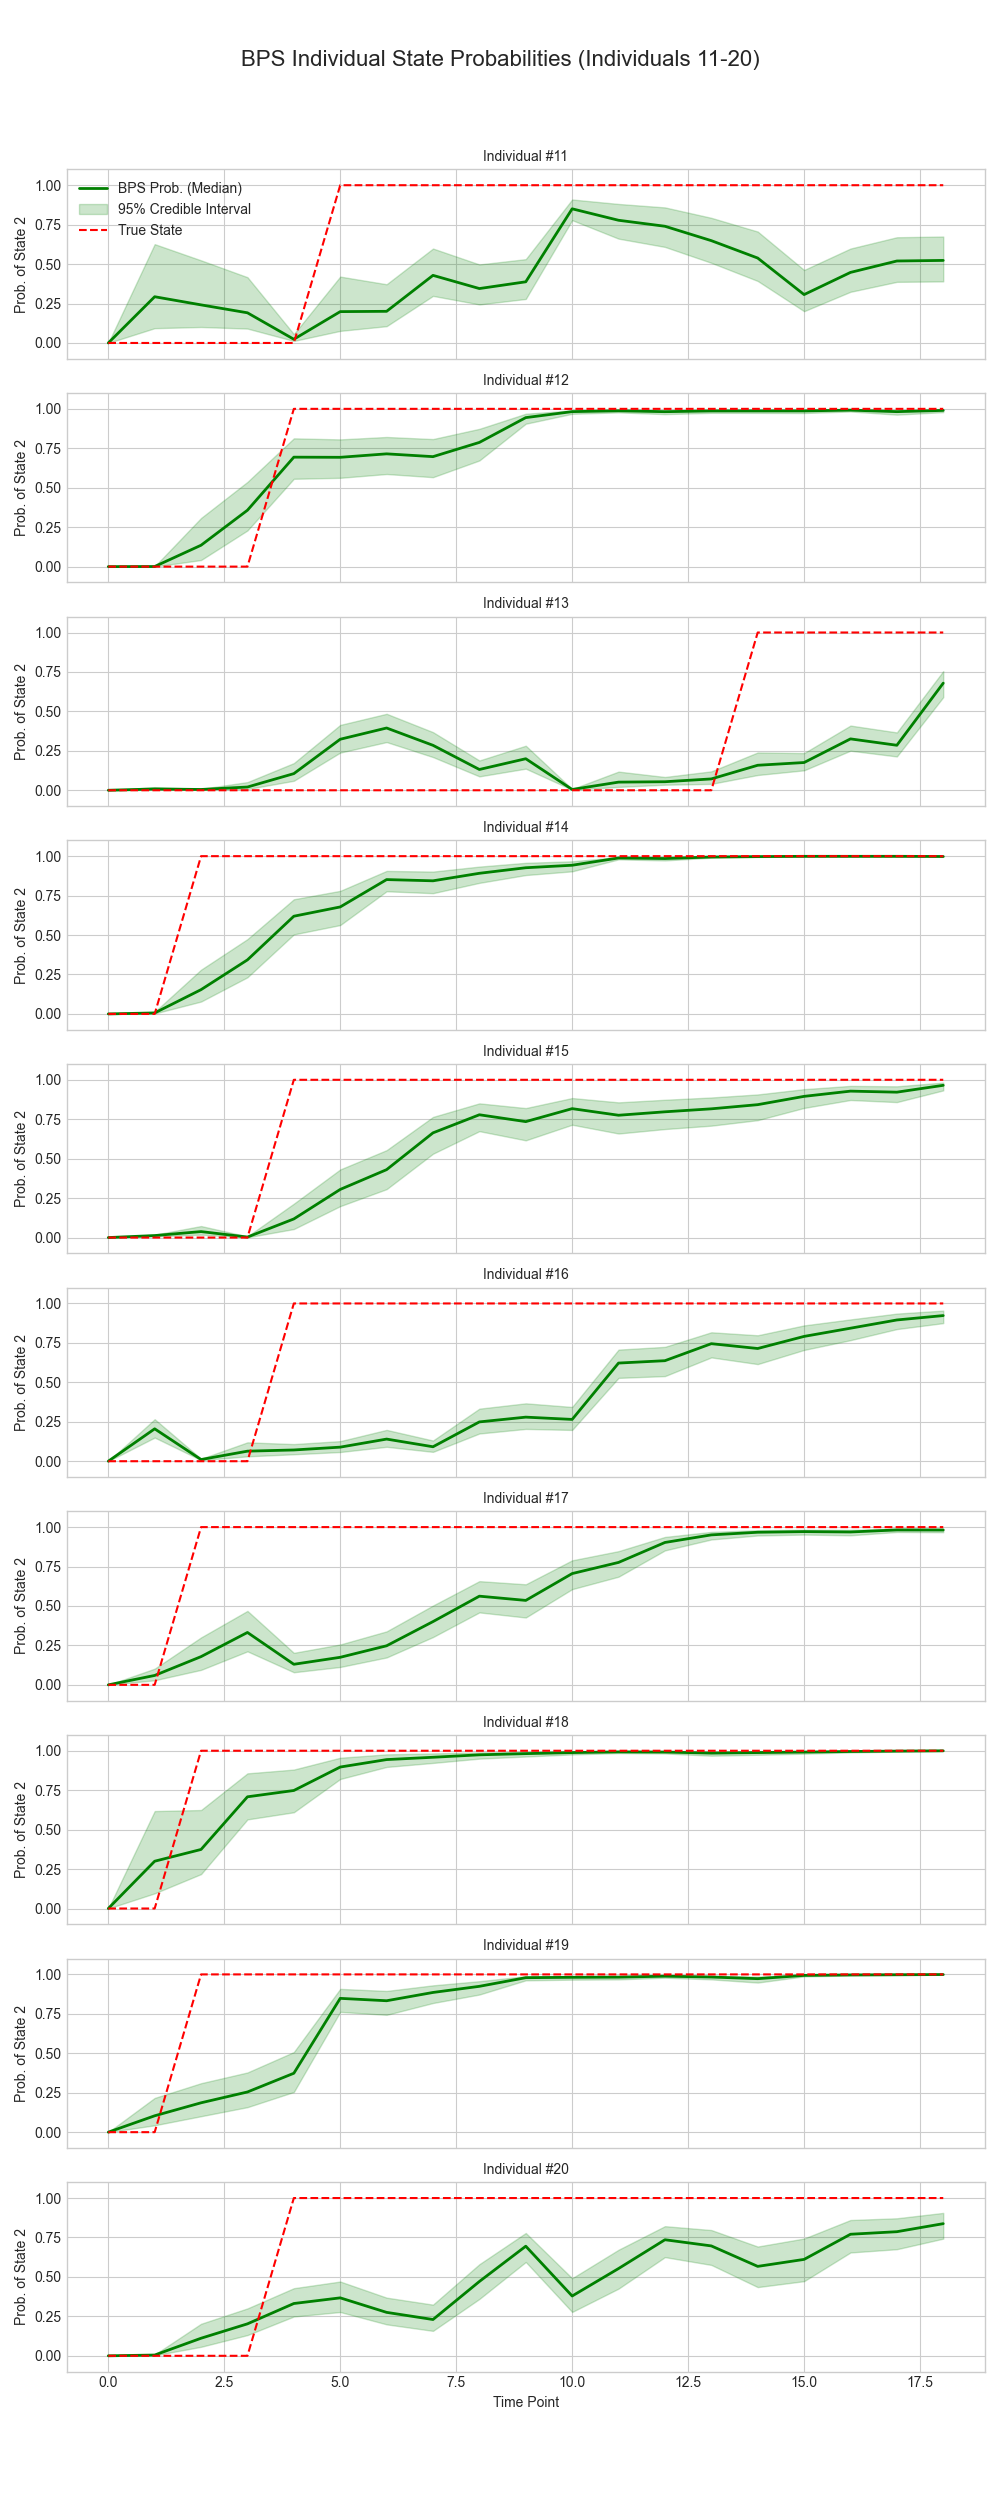 BPS Individual State Probabilities (Individuals 11-20)
Individual #11
BPS Prob. (Median)
95% Credible Interval
True State
Prob. of State 2
1.00
0.75
0.50
0.25
0.00
Individual #12
Prob. of State 2
1.00
0.75
0.50
0.25
0.00
Individual #13
Prob. of State 2
1.00
0.75
0.50
0.25
0.00
Individual #14
Prob. of State 2
1.00
0.75
0.50
0.25
0.00
Individual #15
Prob. of State 2
1.00
0.75
0.50
0.25
0.00
Individual #16
Prob. of State 2
1.00
0.75
0.50
0.25
0.00
Individual #17
Prob. of State 2
1.00
0.75
0.50
0.25
0.00
Individual #18
Prob. of State 2
1.00
0.75
0.50
0.25
0.00
Individual #19
Prob. of State 2
1.00
0.75
0.50
0.25
0.00
Individual #20
Prob. of State 2
1.00
0.75
0.50
0.25
0.00
0.0 2.5 5.0 7.5 10.0 12.5 15.0 17.5
Time Point